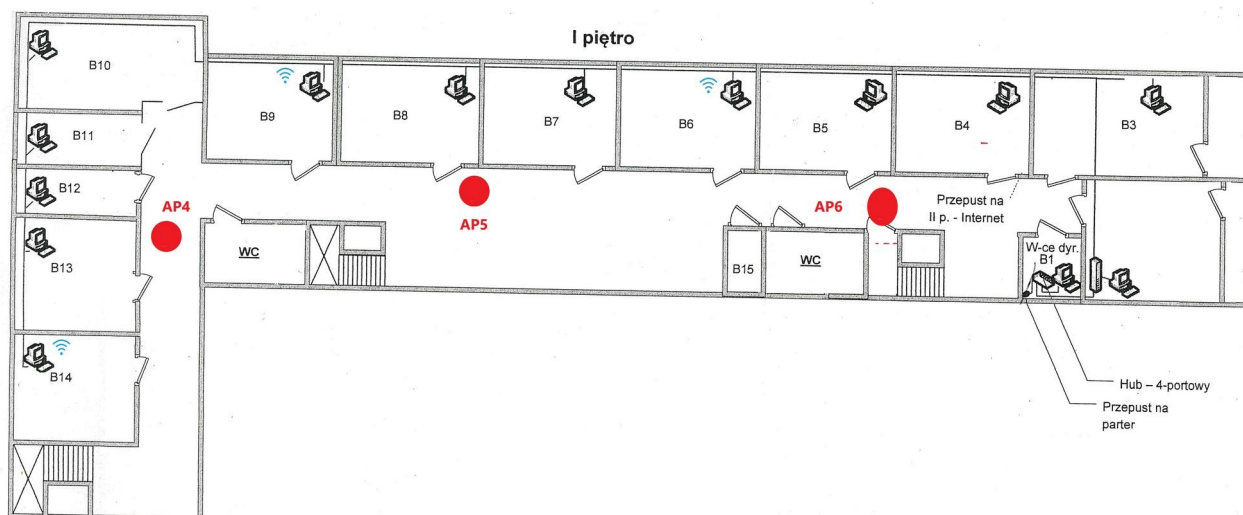 I piętro
B10
B9
B8
B7
B6
B5
B4
B3
B11
B12
AP4
AP5
AP6
Przepust na
II p. - Internet
WC
B13
B15
WC
W-ce dyr.
B1
B14
Hub – 4-portowy
Przepust na
parter